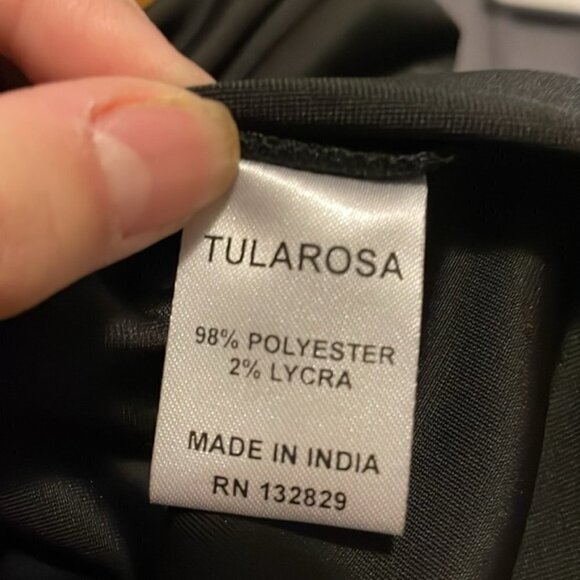 TULAROSA
98% POLYESTER
2% LYCRA
MADE IN INDIA
RN 132829